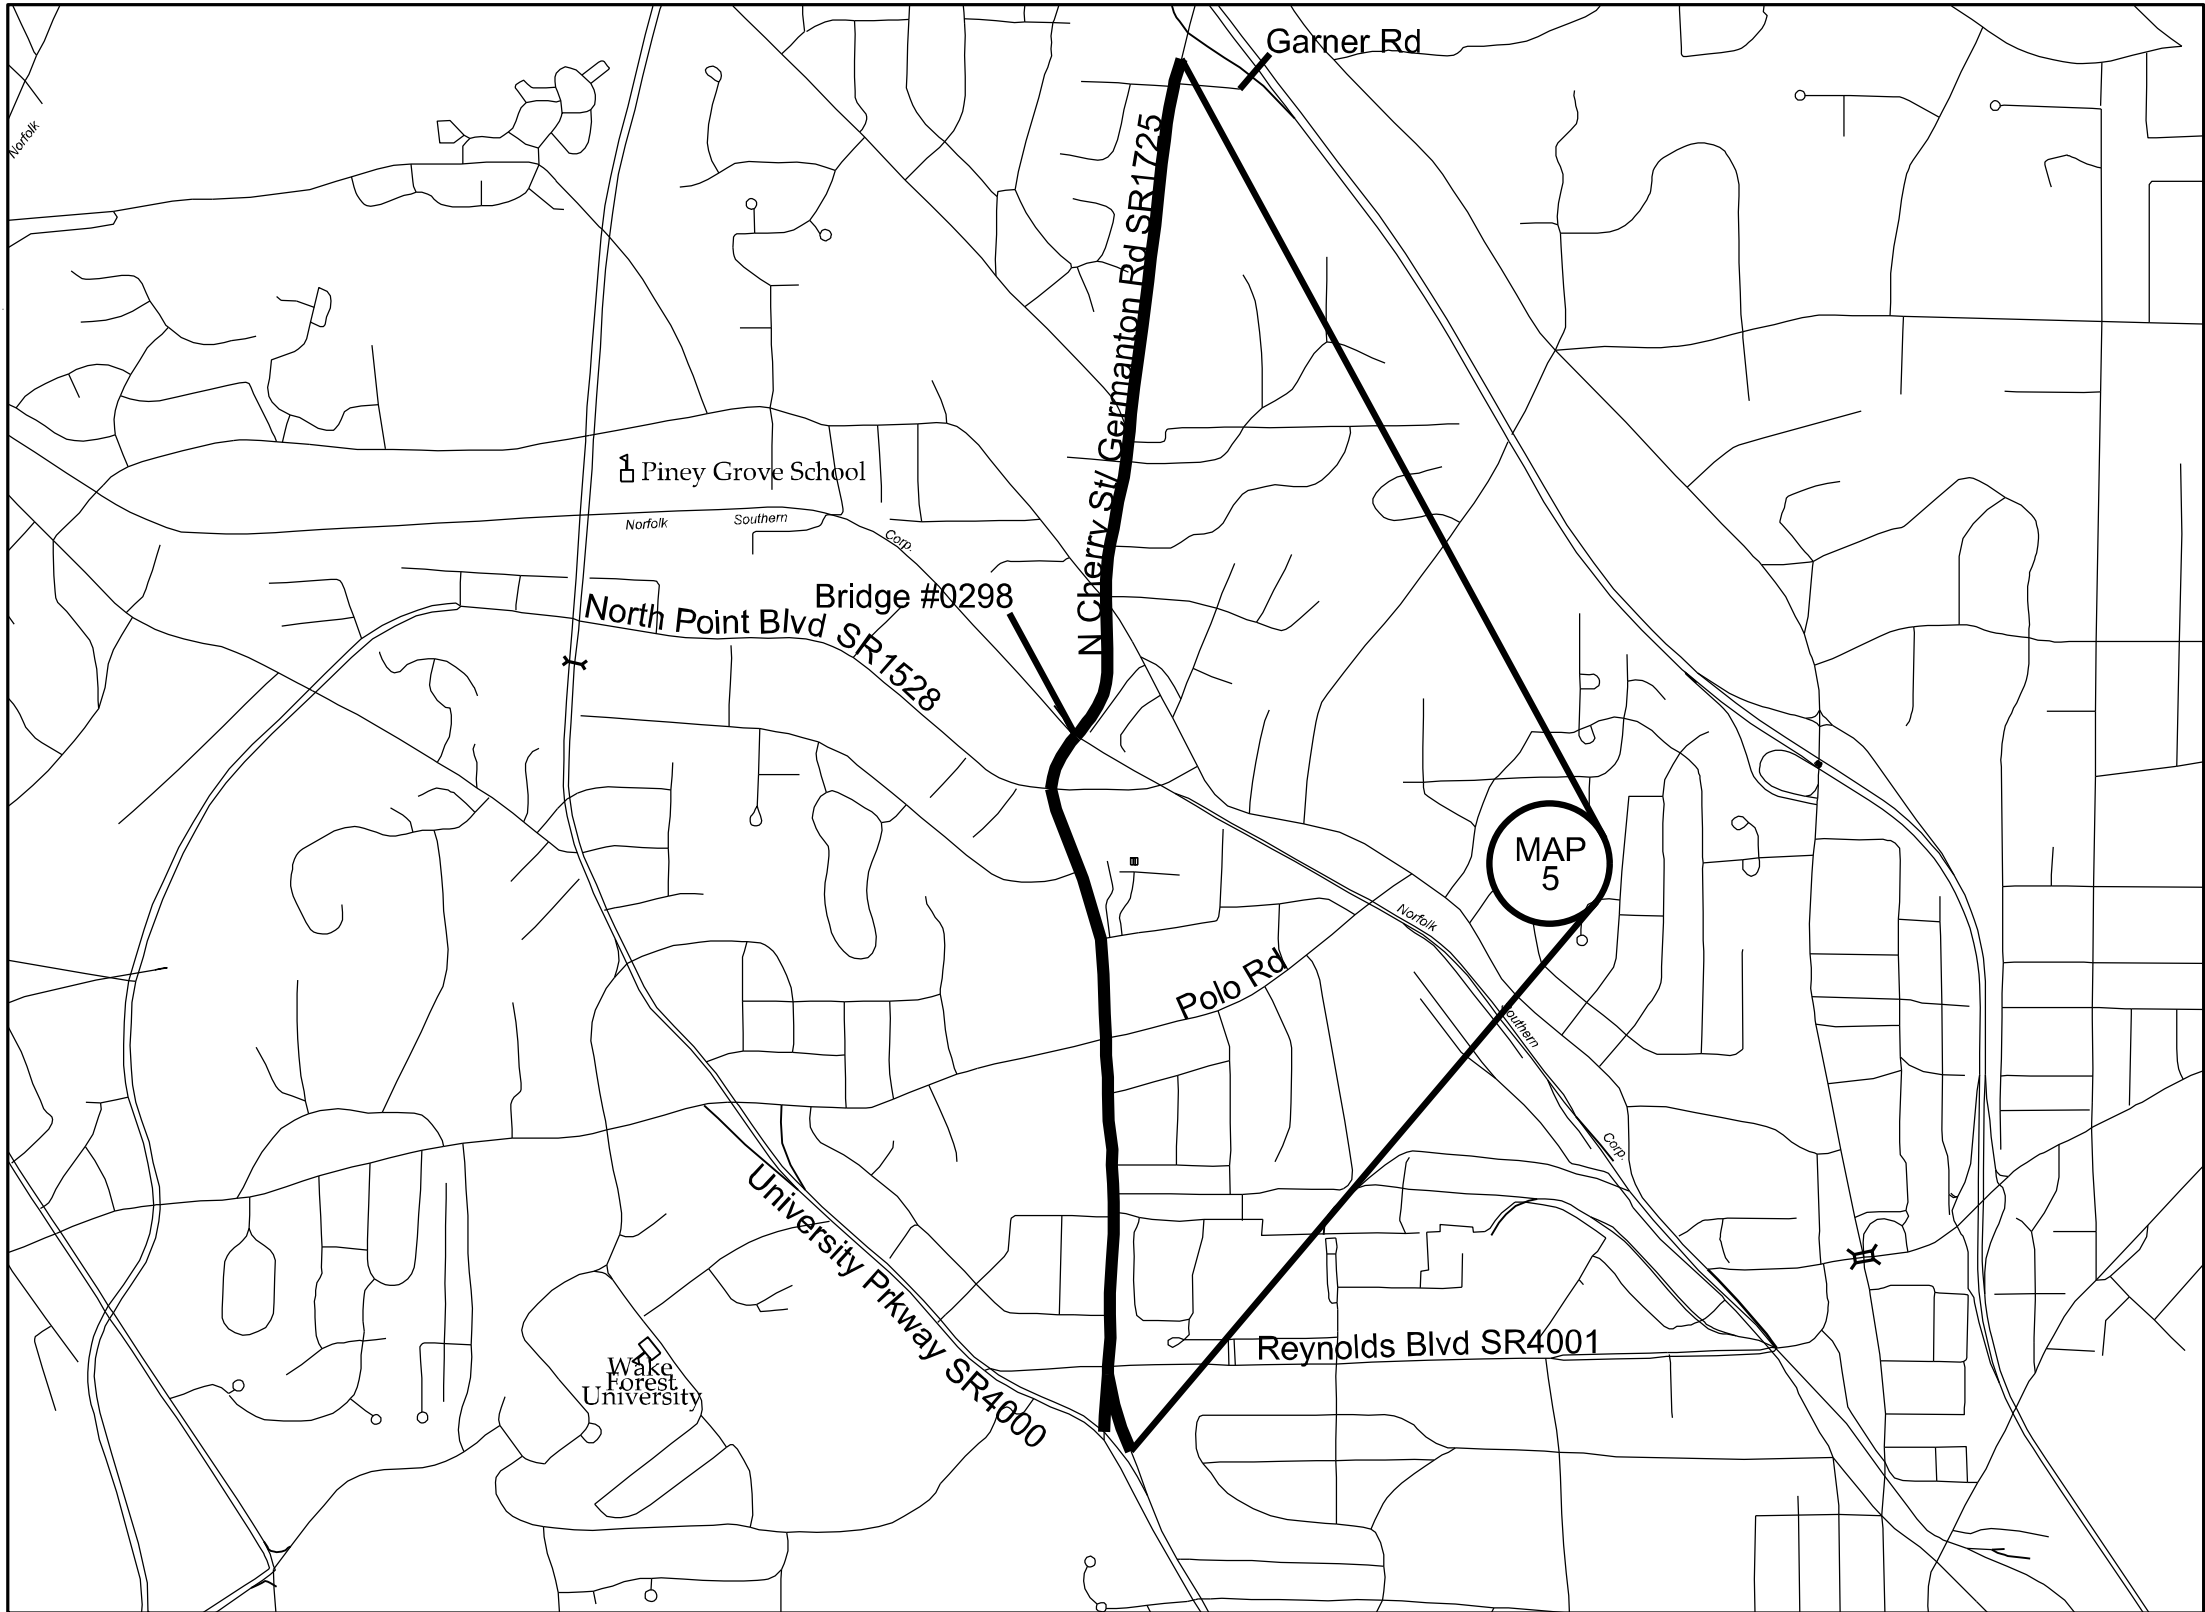 Garner Rd
Norfolk
N Cherry St/ Germanton Rd SR1725
Piney Grove School
Norfolk
Southern
Corp.
Bridge #0298
North Point Blvd SR1528
MAP
5
Norfolk
Polo Rd
Southern
Corp.
University Prkway SR4000
Reynolds Blvd SR4001
Wake
Forest
University